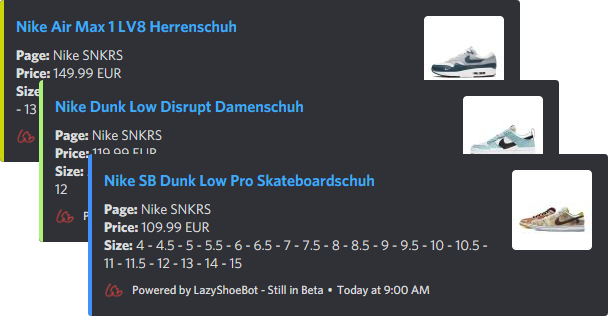 Nike Air Max 1 LV8 Herrenschuh
Page: Nike SNKRS
Price: 149.99 EUR
Size
- 13
Nike Dunk Low Disrupt Damenschuh
Page: Nike SNKRS
Price: 119.99 EUR
Size:
12
P
Nike SB Dunk Low Pro Skateboardschuh
Page: Nike SNKRS
Price: 109.99 EUR
Size: 4 - 4.5 - 5 - 5.5 - 6 - 6.5 - 7 - 7.5 - 8 - 8.5 - 9 - 9.5 - 10 - 10.5 -
11 - 11.5 - 12 - 13 - 14 - 15
Powered by LazyShoeBot - Still in Beta • Today at 9:00 AM